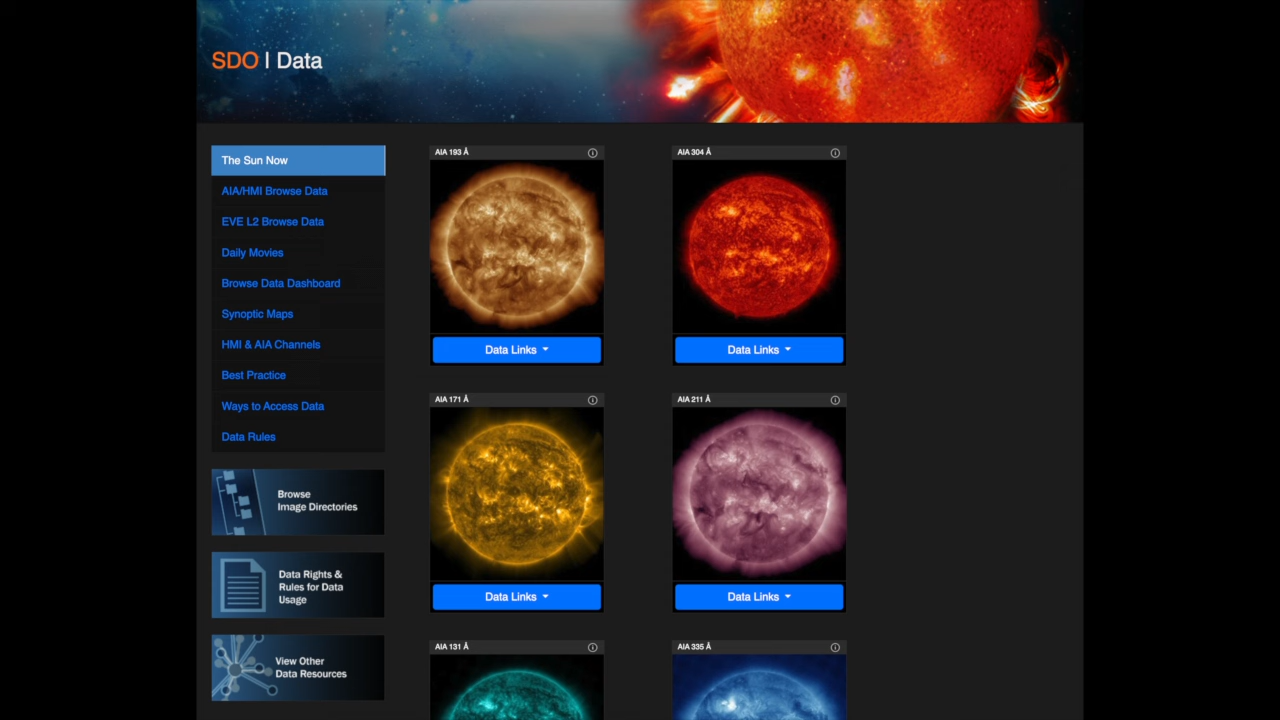 SDO | Data
The Sun Now
AIA/HMI Browse Data
EVE L2 Browse Data
Daily Movies
Browse Data Dashboard
Synoptic Maps
HMI & AIA Channels
Best Practice
Ways to Access Data
Data Rules
Browse
Image Directories
Data Rights &
Rules for Data
Usage
View Other
Data Resources
AIA 193 Å
Data Links
AIA 304 Å
Data Links
AIA 171 Å
Data Links
AIA 211 Å
Data Links
AIA 131 Å
AIA 335 Å